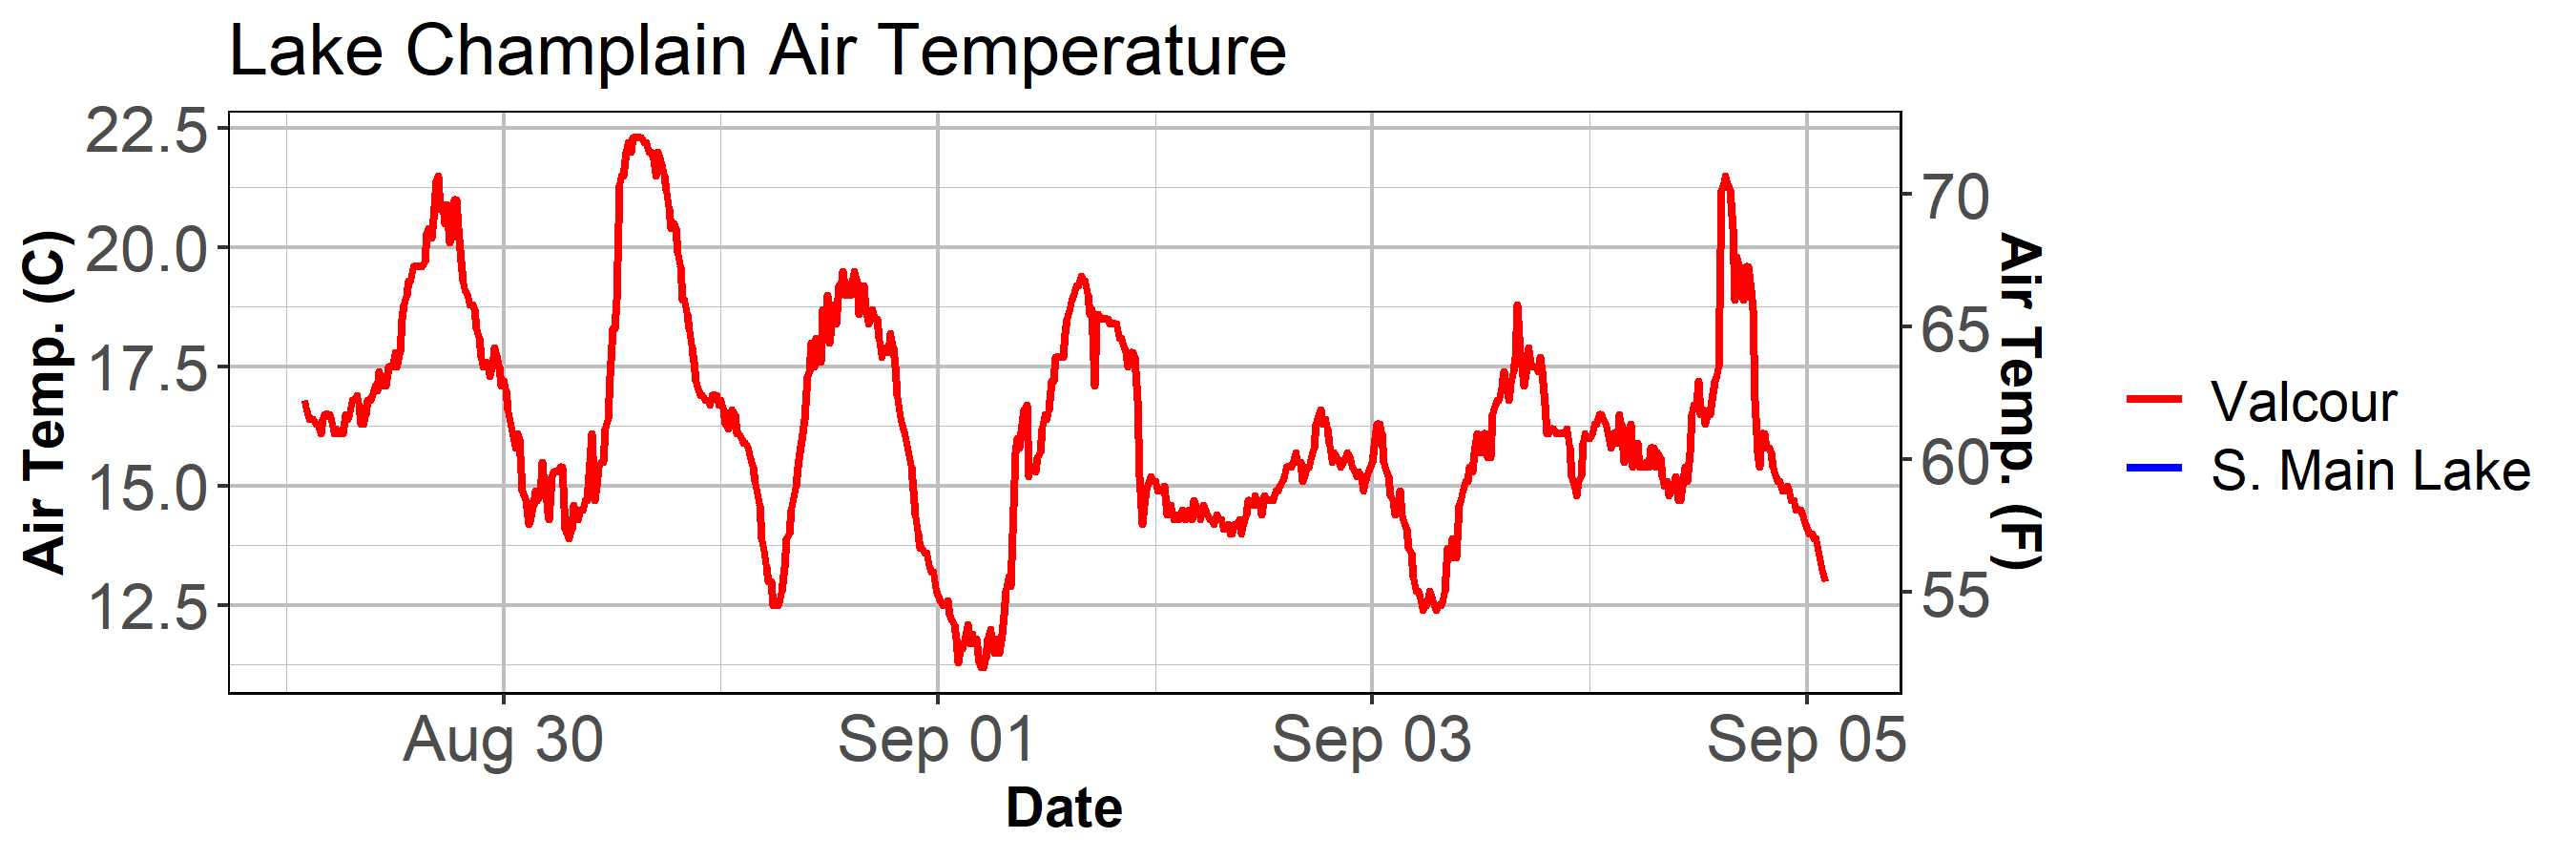 Lake Champlain Air Temperature
22.5
20.0
17.5
15.0
12.5
Air Temp. (C)
70
65
60
55
Air Temp. (F)
Aug 30
Sep 01
Sep 03
Sep 05
Date
Valcour
S. Main Lake